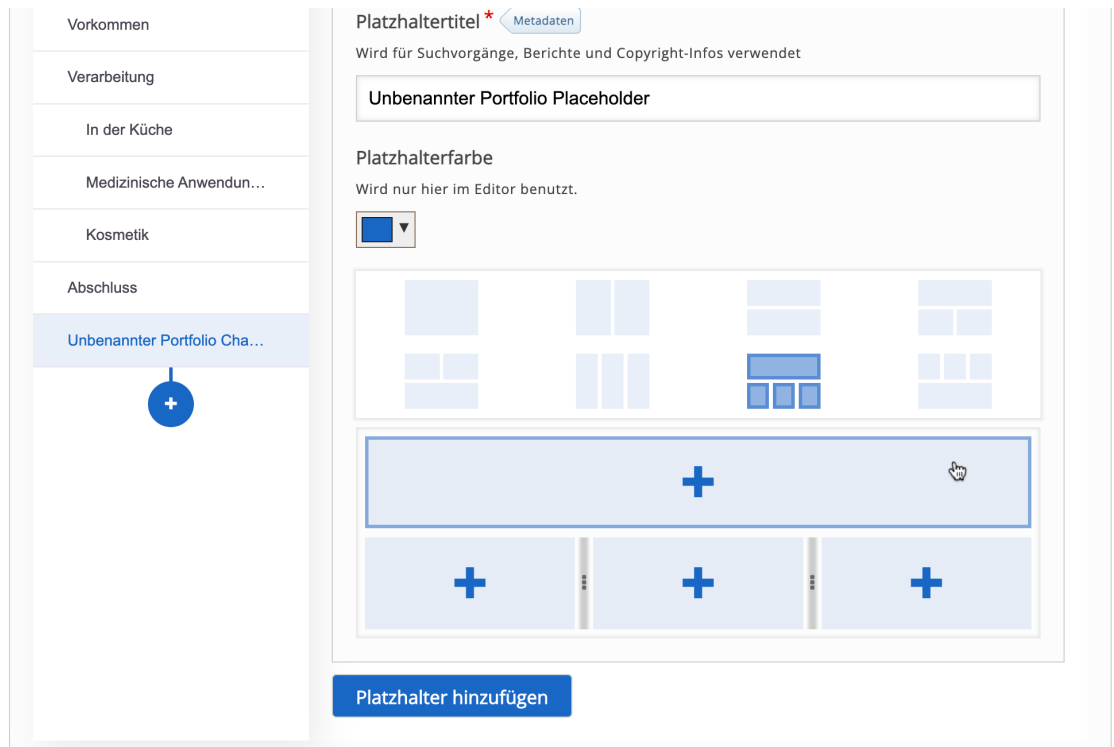 Vorkommen
Verarbeitung
In der Küche
Medizinische Anwendun…
Kosmetik
Abschluss
Unbenannter Portfolio Cha…
Platzhaltertitel * Metadaten
Wird für Suchvorgänge, Berichte und Copyright-Infos verwendet
Unbenannter Portfolio Placeholder
Platzhalterfarbe
Wird nur hier im Editor benutzt.
Platzhalter hinzufügen